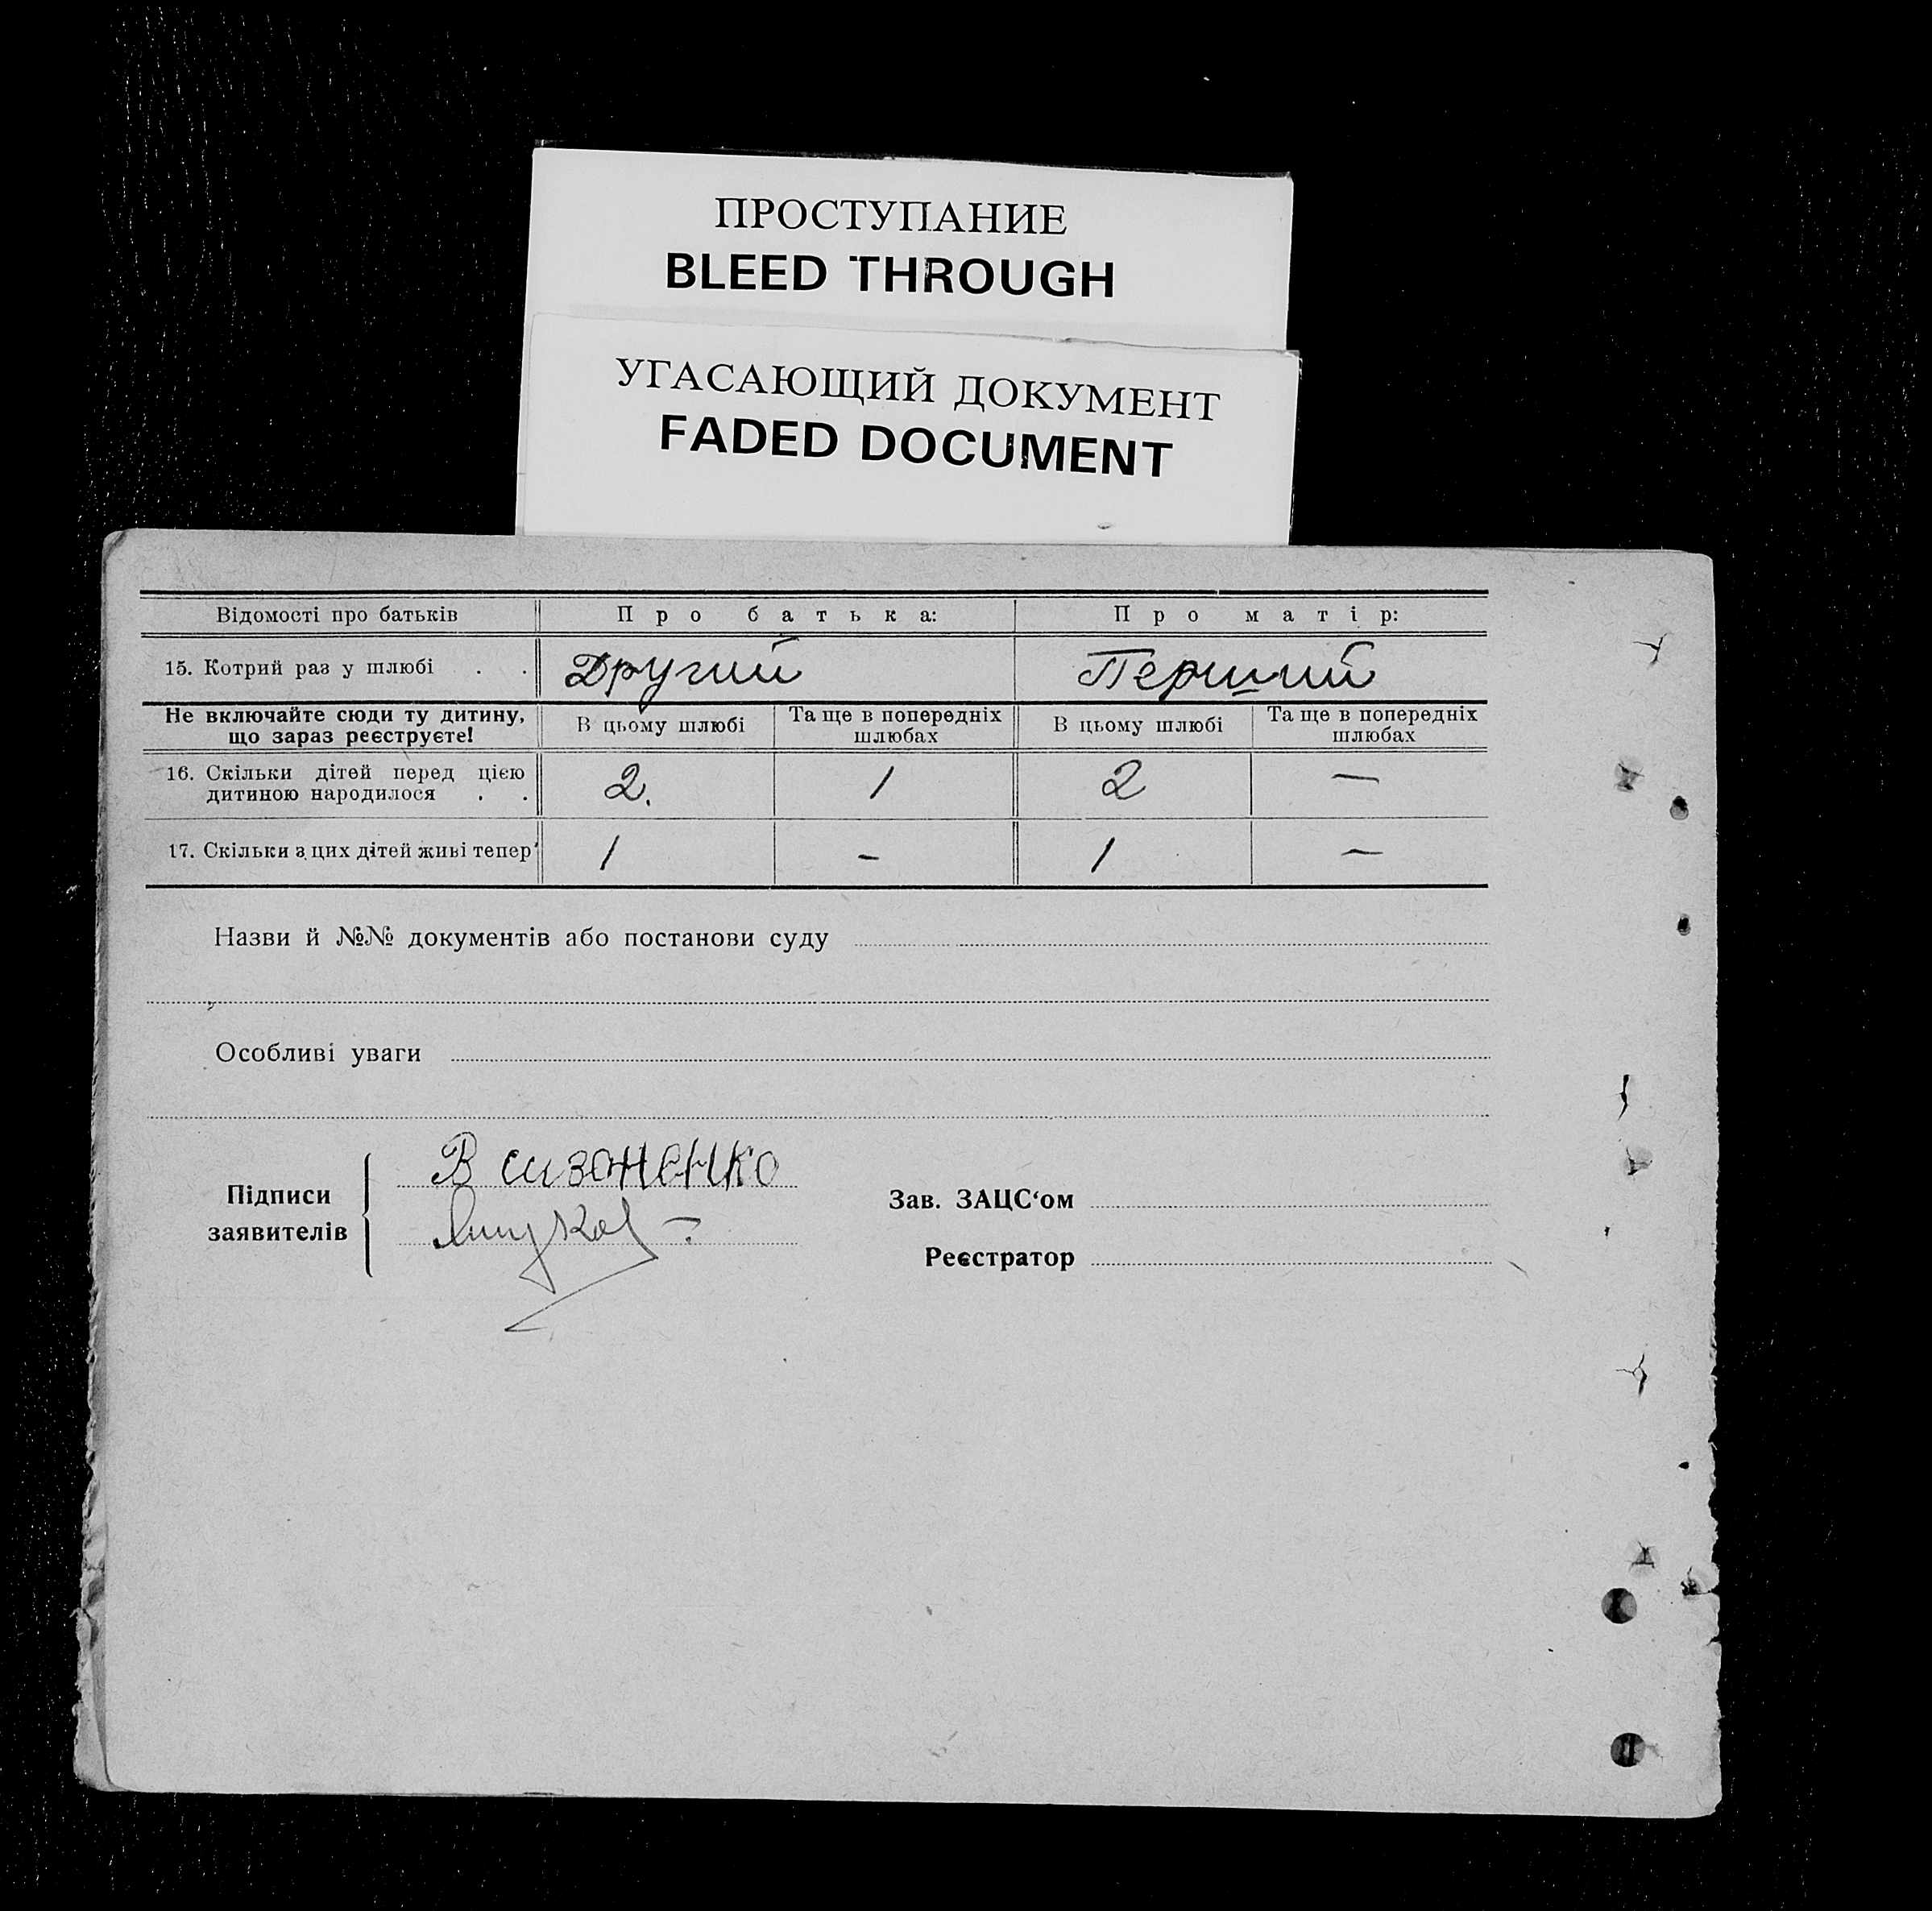 ПРОСТУПАНИЕ
BLEED THROUGH
УГАСАЮЩИЙ ДОКУМЕНТ
FADED DOCUMENT
Відомості про батьків Про батька: Про матір:
15. Котрий раз у шлюбі . . Другий Перший
Не включайте сюди ту дитину, що зараз реєструєте! В цьому шлюбі Та ще в попередніх шлюбах В цьому шлюбі Та ще в попередніх шлюбах
16. Скільки дітей перед цією дитиною народилося . . 2. 1 2 —
17. Скільки з цих дітей живі тепер 1 - 1 —
Назви й №№ документів або постанови суду
Особливі уваги
Підписи заявителів
В сизоненко
Зав. ЗАЦС‘ом
Реєстратор